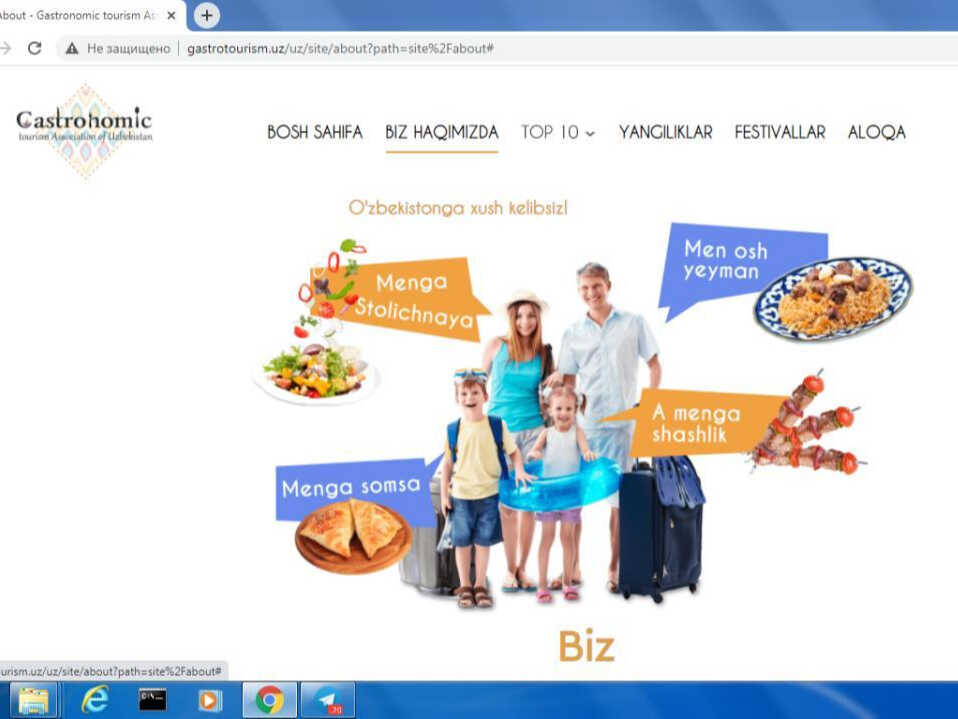 About - Gastronomic tourism As
Не защищено
gastrotourism.uz/uz/site/about?path=site%2Fabout#
Gastronomic
tourism Association of Uzbekistan
BOSH SAHIFA BIZ HAQIMIZDA TOP 10 YANGILIKLAR FESTIVALLAR ALOQA
O'zbekistonga xush kelibsiz!
Menga
Stolichnaya
Men osh
yeyman
A menga
shashlik
Menga somsa
Biz
urism.uz/uz/site/about?path=site%2Fabout#
C:\...